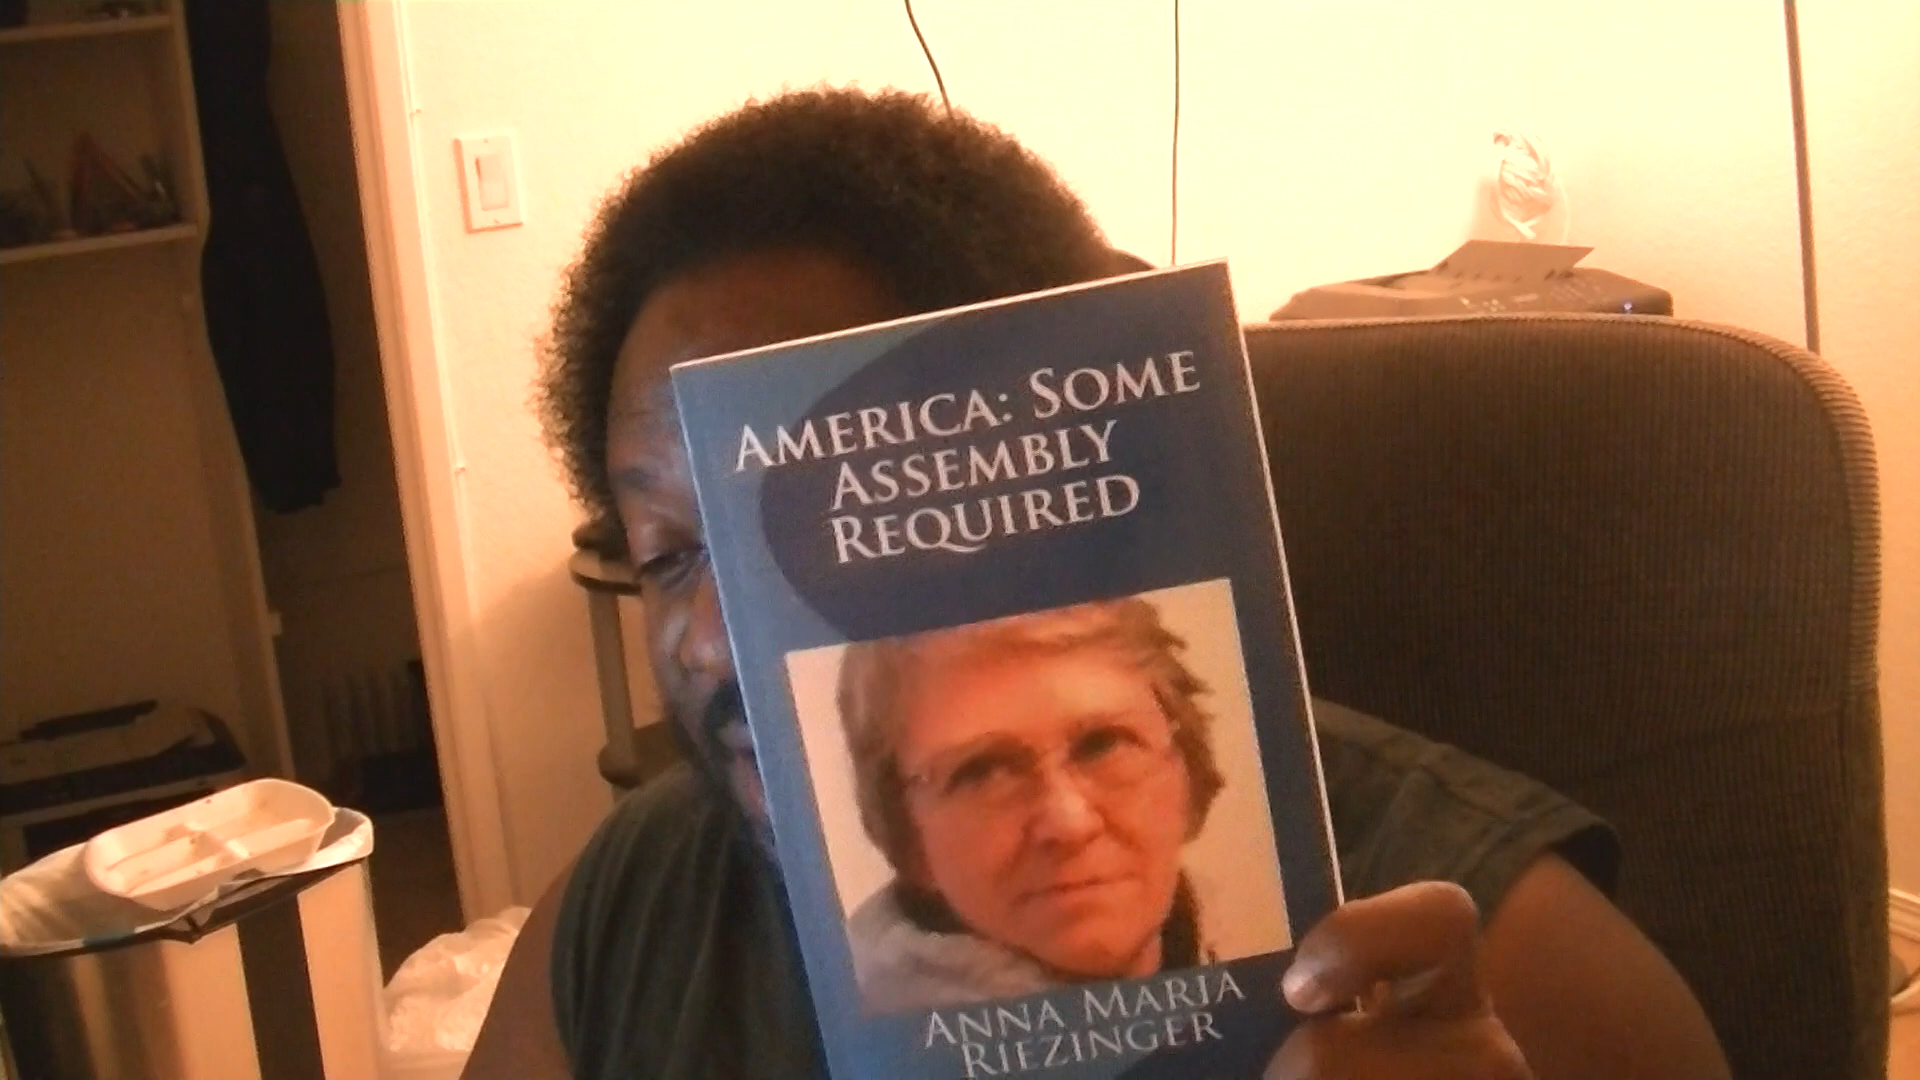 AMERICA: SOME
ASSEMBLY
REQUIRED
ANNA MARIA
RIEZINGER